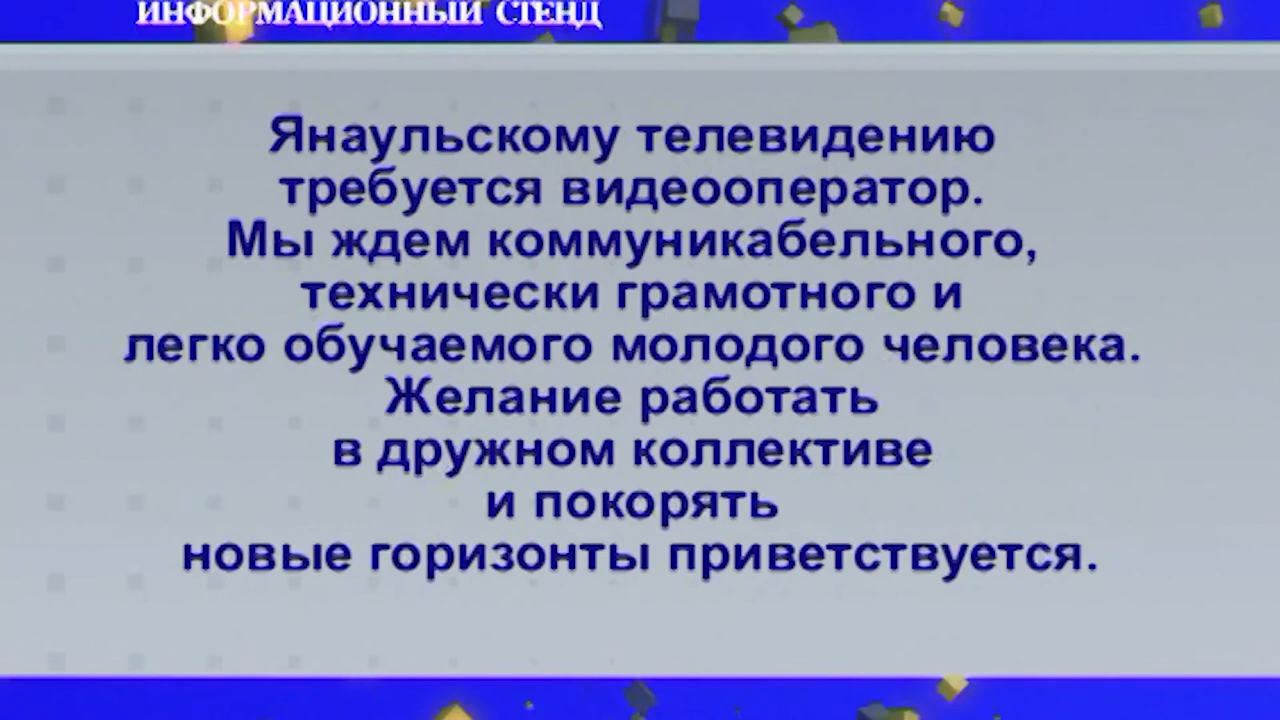 ИНФОРМАЦИОННЫЙ СТЕНД
Янаульскому телевидению
требуется видеооператор.
Мы ждем коммуникабельного,
технически грамотного и
легко обучаемого молодого человека.
Желание работать
в дружном коллективе
и покорять
новые горизонты приветствуется.